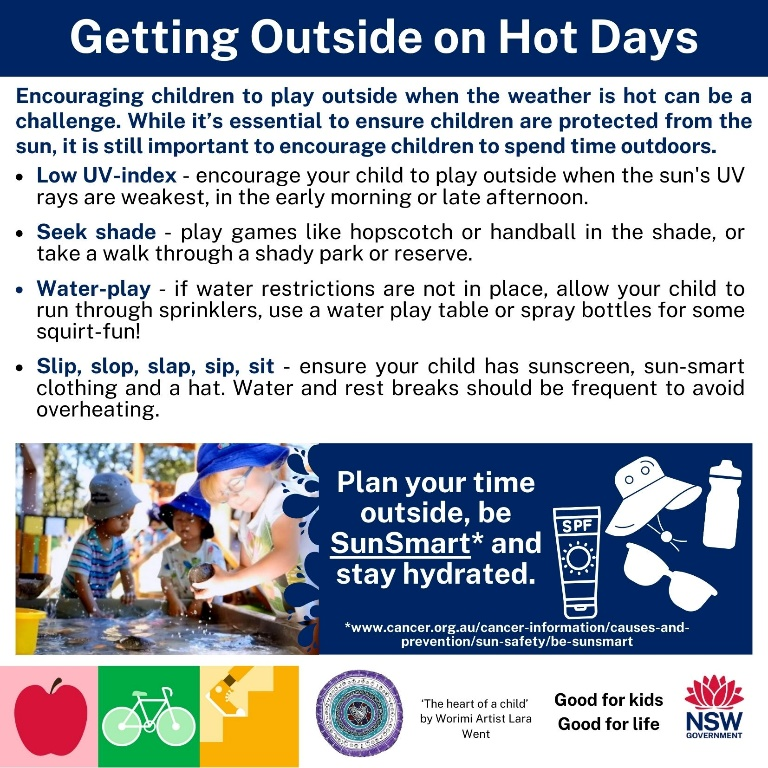 Getting Outside on Hot Days
Encouraging children to play outside when the weather is hot can be a
challenge. While it’s essential to ensure children are protected from the
sun, it is still important to encourage children to spend time outdoors.
• Low UV-index - encourage your child to play outside when the sun's UV
rays are weakest, in the early morning or late afternoon.
• Seek shade - play games like hopscotch or handball in the shade, or
take a walk through a shady park or reserve.
• Water-play - if water restrictions are not in place, allow your child to
run through sprinklers, use a water play table or spray bottles for some
squirt-fun!
• Slip, slop, slap, sip, sit - ensure your child has sunscreen, sun-smart
clothing and a hat. Water and rest breaks should be frequent to avoid
overheating.
Plan your time
outside, be
SunSmart* and
stay hydrated.
SPF
*www.cancer.org.au/cancer-information/causes-and-
prevention/sun-safety/be-sunsmart
‘The heart of a child’
by Worimi Artist Lara
Went
Good for kids
Good for life
NSW
GOVERNMENT